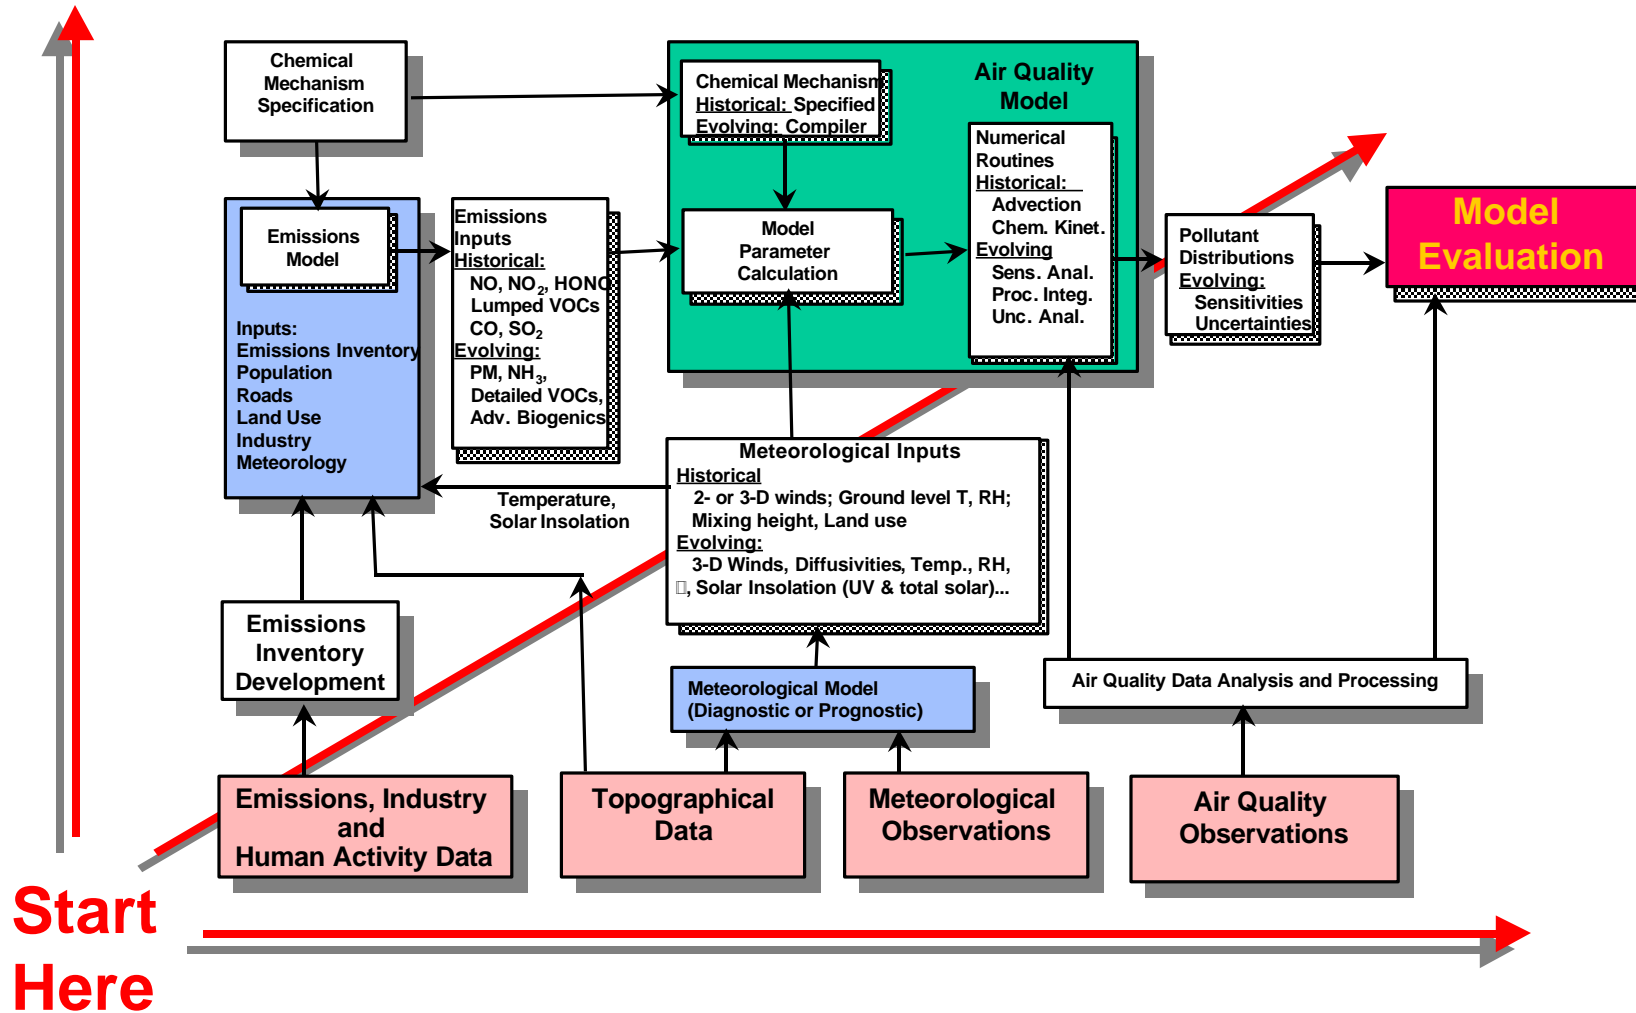 Chemical
Mechanism
Specification
Chemical Mechanism
Historical: Specified
Evolving: Compiler
Air Quality
Model
Numerical
Routines
Historical:
Advection
Chem. Kinet.
Evolving
Sens. Anal.
Proc. Integ.
Unc. Anal.
Emissions
Model
Inputs:
Emissions Inventory
Population
Roads
Land Use
Industry
Meteorology
Emissions
Inputs
Historical:
NO, NO₂, HONO
Lumped VOCs
CO, SO₂
Evolving:
PM, NH₃,
Detailed VOCs,
Adv. Biogenics
Model
Parameter
Calculation
Pollutant
Distributions
Evolving:
Sensitivities
Uncertainties
Model
Evaluation
Temperature,
Solar Insolation
Meteorological Inputs
Historical
2- or 3-D winds; Ground level T, RH;
Mixing height, Land use
Evolving:
3-D Winds, Diffusivities, Temp., RH,
, Solar Insolation (UV & total solar)...
Emissions
Inventory
Development
Meteorological Model
(Diagnostic or Prognostic)
Air Quality Data Analysis and Processing
Emissions, Industry
and
Human Activity Data
Topographical
Data
Meteorological
Observations
Air Quality
Observations
Start
Here